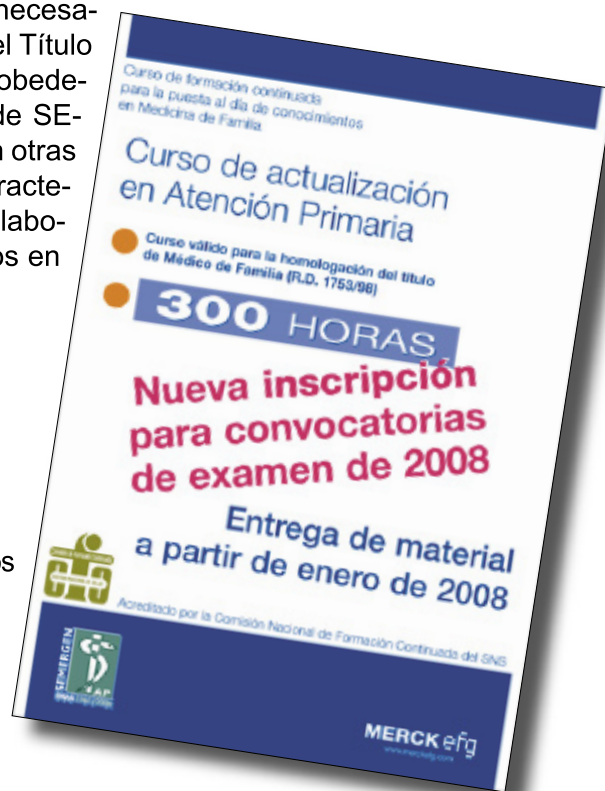 necesa-
el Título
obede-
de SE-
n otras
racte-
labo-
os en
os
Curso de formación continuada
para la puesta al día de conocimientos
en Medicina de Familia
Curso de actualización
en Atención Primaria
Curso válido para la homologación del título
de Médico de Familia (R.D. 1753/98)
300 HORAS
Nueva inscripción
para convocatorias
de examen de 2008
Entrega de material
a partir de enero de 2008
Acreditado por la Comisión Nacional de Formación Continuada del SNS
SEMERGEN
AP
MERCK efg
www.merckefg.com